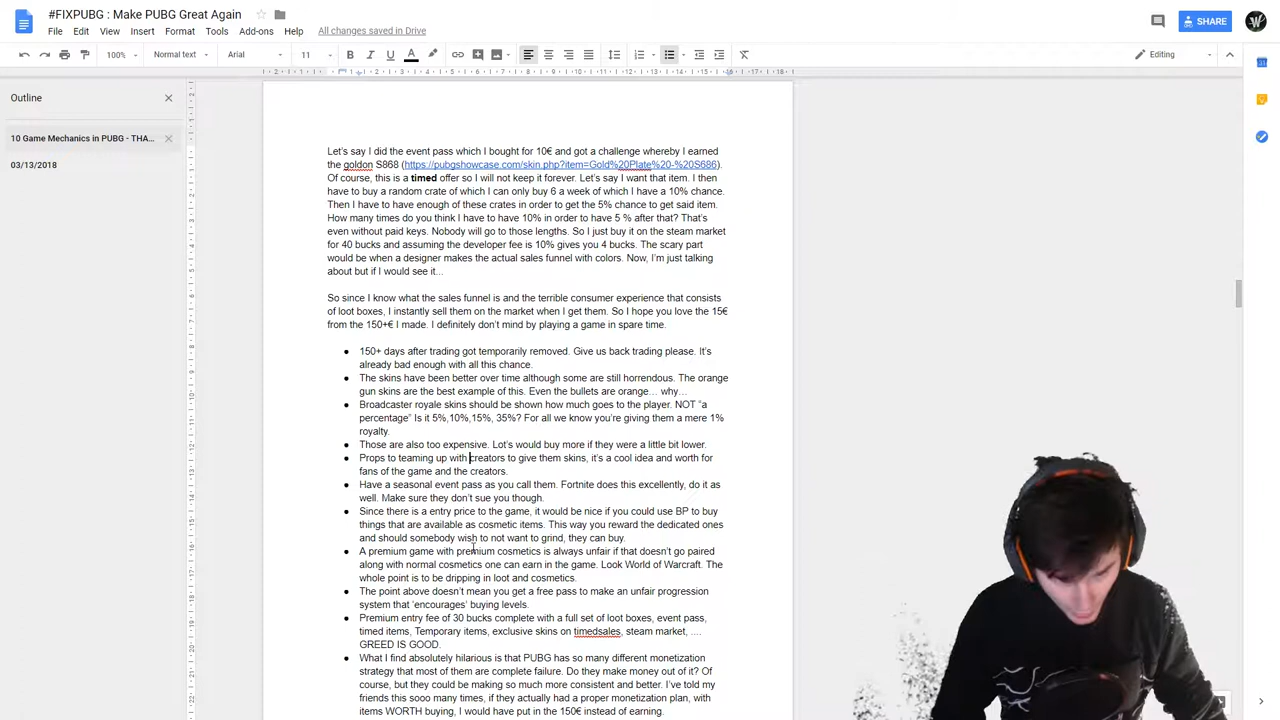 #FIXPUBG : Make PUBG Great Again
File Edit View Insert Format Tools Add-ons Help All changes saved in Drive
SHARE
100% Normal text Arial 11 Editing
Outline
10 Game Mechanics in PUBG - THA...
03/13/2018
Let's say I did the event pass which I bought for 10€ and got a challenge whereby I earned
the goldon S868 (https://pubgshowcase.com/skin.php?item=Gold%20Plate%20-%20S686).
Of course, this is a timed offer so I will not keep it forever. Let's say I want that item. I then
have to buy a random crate of which I can only buy 6 a week of which I have a 10% chance.
Then I have to have enough of these crates in order to get the 5% chance to get said item.
How many times do you think I have to have 10% in order to have 5 % after that? That's
even without paid keys. Nobody will go to those lengths. So I just buy it on the steam market
for 40 bucks and assuming the developer fee is 10% gives you 4 bucks. The scary part
would be when a designer makes the actual sales funnel with colors. Now, I'm just talking
about but if I would see it...
So since I know what the sales funnel is and the terrible consumer experience that consists
of loot boxes, I instantly sell them on the market when I get them. So I hope you love the 15€
from the 150+€ I made. I definitely don't mind by playing a game in spare time.
● 150+ days after trading got temporarily removed. Give us back trading please. It's
already bad enough with all this chance.
● The skins have been better over time although some are still horrendous. The orange
gun skins are the best example of this. Even the bullets are orange… why…
● Broadcaster royale skins should be shown how much goes to the player. NOT "a
percentage" Is it 5%,10%,15%, 35%? For all we know you're giving them a mere 1%
royalty.
● Those are also too expensive. Lot's would buy more if they were a little bit lower.
● Props to teaming up with creators to give them skins, it's a cool idea and worth for
fans of the game and the creators.
● Have a seasonal event pass as you call them. Fortnite does this excellently, do it as
well. Make sure they don't sue you though.
● Since there is a entry price to the game, it would be nice if you could use BP to buy
things that are available as cosmetic items. This way you reward the dedicated ones
and should somebody wish to not want to grind, they can buy.
● A premium game with premium cosmetics is always unfair if that doesn't go paired
along with normal cosmetics one can earn in the game. Look World of Warcraft. The
whole point is to be dripping in loot and cosmetics.
● The point above doesn't mean you get a free pass to make an unfair progression
system that 'encourages' buying levels.
● Premium entry fee of 30 bucks complete with a full set of loot boxes, event pass,
timed items, Temporary items, exclusive skins on timedsales, steam market, ....
GREED IS GOOD.
● What I find absolutely hilarious is that PUBG has so many different monetization
strategy that most of them are complete failure. Do they make money out of it? Of
course, but they could be making so much more consistent and better. I've told my
friends this sooo many times, if they actually had a proper monetization plan, with
items WORTH buying, I would have put in the 150€ instead of earning.